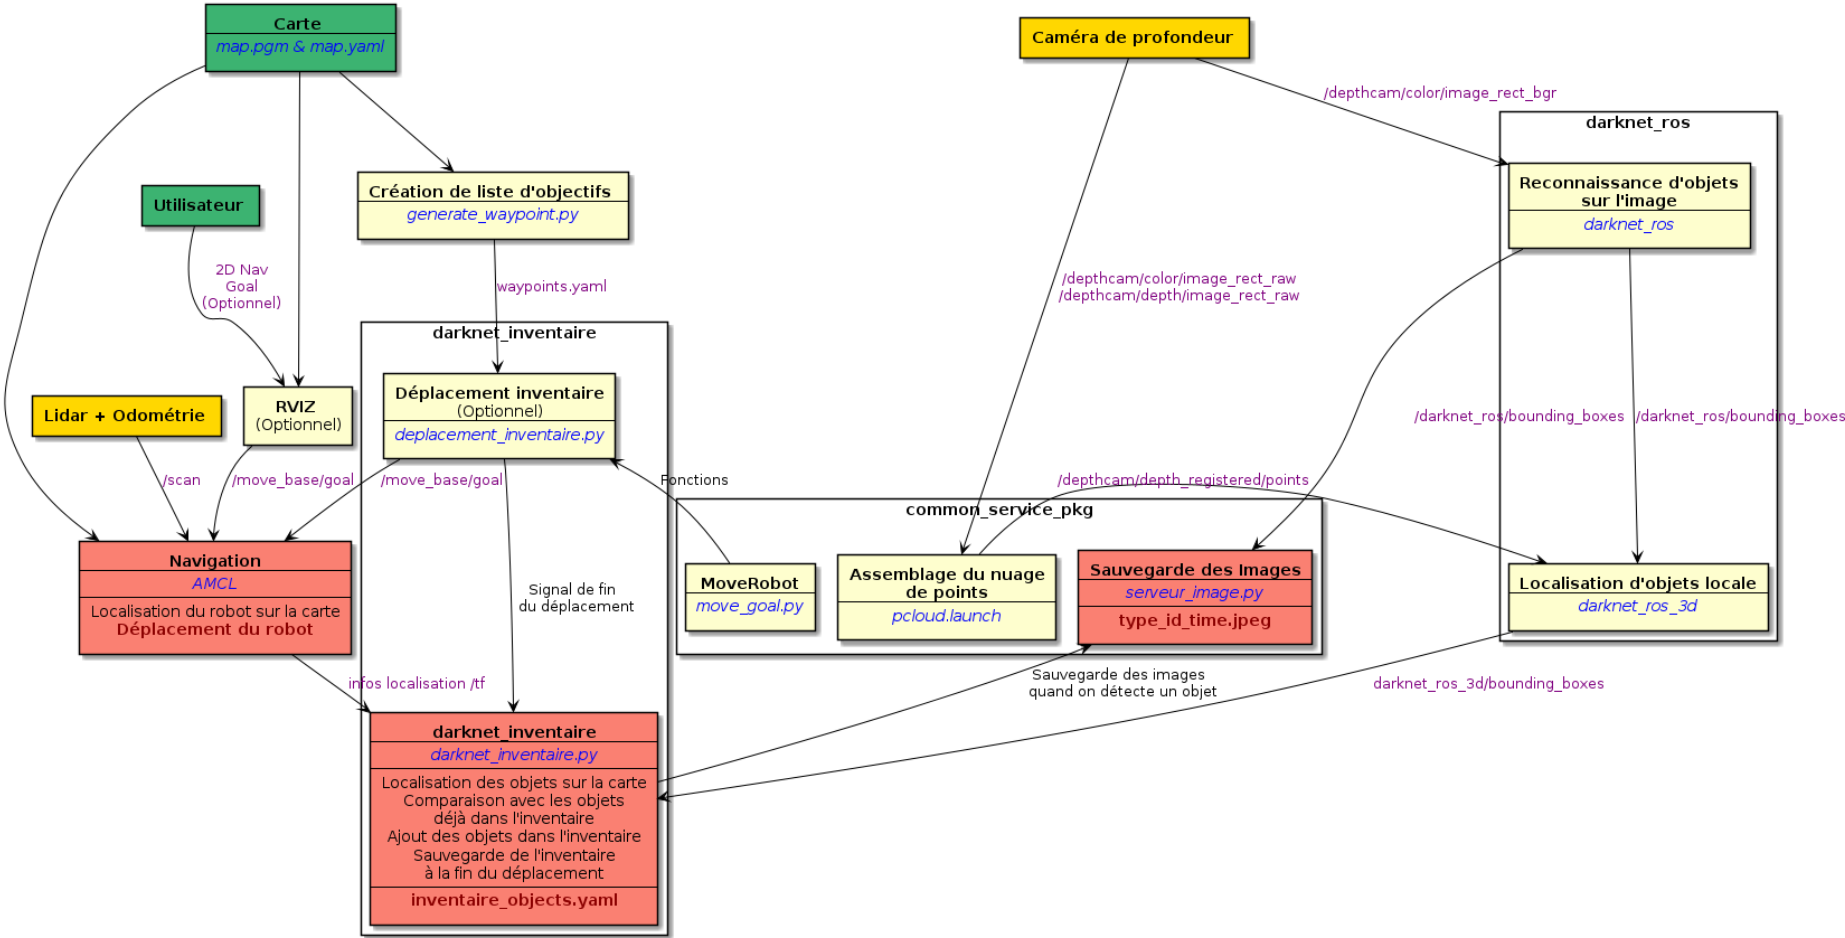 Carte
map.pgm & map.yaml
Caméra de profondeur
/depthcam/color/image_rect_bgr
darknet_ros
Reconnaissance d'objets
sur l'image
darknet_ros
Création de liste d'objectifs
generate_waypoint.py
Utilisateur
2D Nav
Goal
(Optionnel)
waypoints.yaml
/depthcam/color/image_rect_raw
/depthcam/depth/image_rect_raw
darknet_inventaire
Déplacement inventaire
(Optionnel)
deplacement_inventaire.py
RVIZ
(Optionnel)
Lidar + Odométrie
/darknet_ros/bounding_boxes
/darknet_ros/bounding_boxes
/scan
/move_base/goal
/move_base/goal
Fonctions
/depthcam/depth_registered/points
common_service_pkg
Navigation
AMCL
Localisation du robot sur la carte
Déplacement du robot
Signal de fin
du déplacement
MoveRobot
move_goal.py
Assemblage du nuage
de points
pcloud.launch
Sauvegarde des Images
serveur_image.py
type_id_time.jpeg
Localisation d'objets locale
darknet_ros_3d
infos localisation /tf
Sauvegarde des images
quand on détecte un objet
darknet_ros_3d/bounding_boxes
darknet_inventaire
darknet_inventaire.py
Localisation des objets sur la carte
Comparaison avec les objets
déjà dans l'inventaire
Ajout des objets dans l'inventaire
Sauvegarde de l'inventaire
à la fin du déplacement
inventaire_objects.yaml